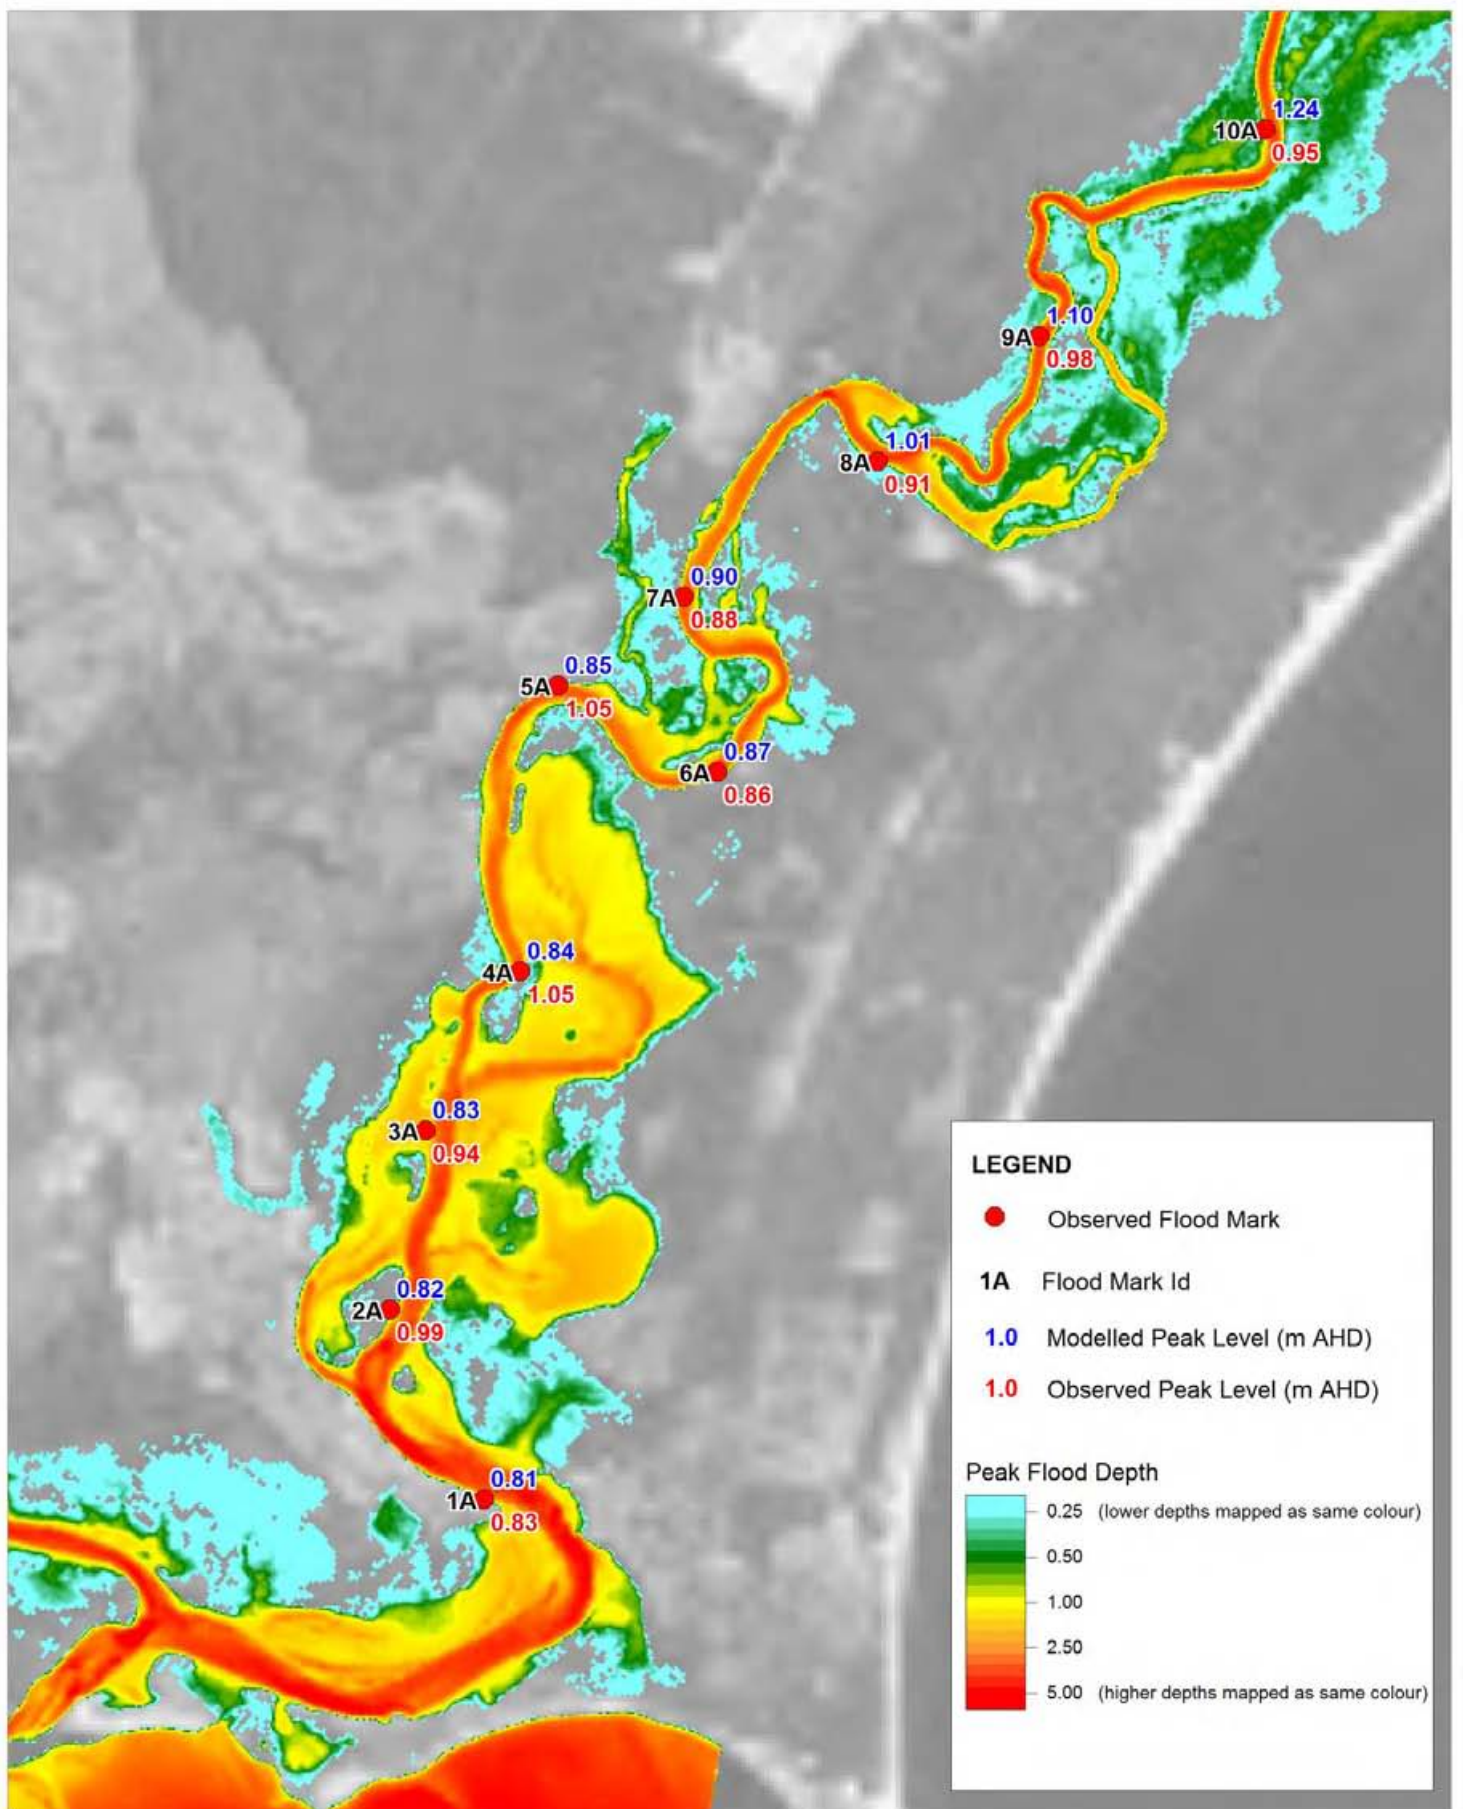 1.24
10A
0.95
1.10
9A
0.98
1.01
8A
0.91
0.90
7A
0.88
0.85
5A
1.05
0.87
6A
0.86
0.84
4A
1.05
0.83
3A
0.94
0.82
2A
0.99
0.81
1A
0.83
LEGEND
Observed Flood Mark
1A Flood Mark Id
1.0 Modelled Peak Level (m AHD)
1.0 Observed Peak Level (m AHD)
Peak Flood Depth
0.25 (lower depths mapped as same colour)
0.50
1.00
2.50
5.00 (higher depths mapped as same colour)